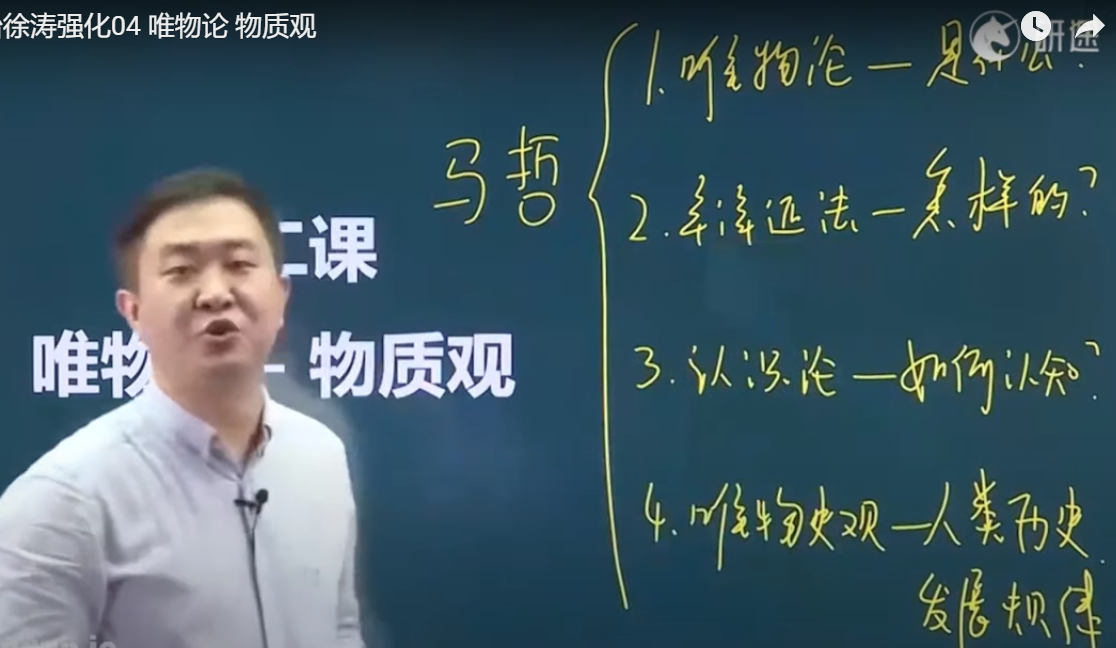 徐涛强化04 唯物论 物质观
研途
二课
唯物 - 物质观
马哲
1.唯物论—是什么?
2.辩证法—怎样的?
3.认识论—如何认知?
4.唯物史观—人类历史
发展规律